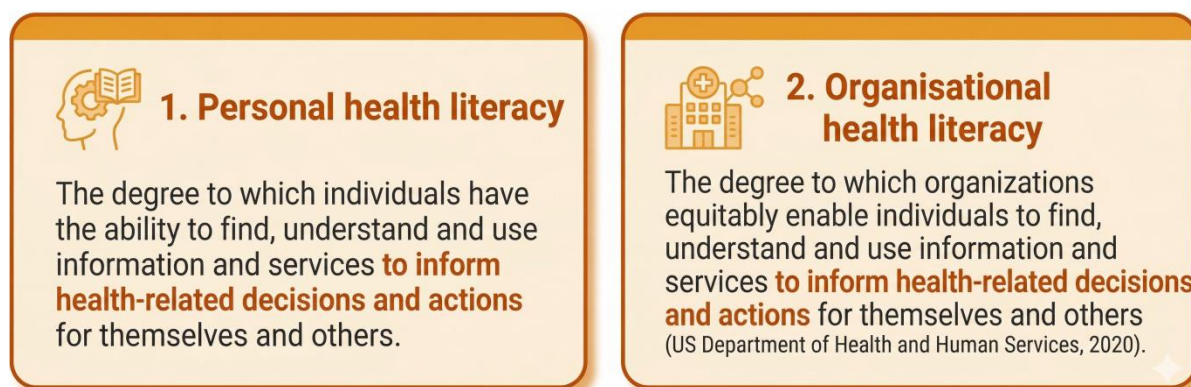 1. Personal health literacy
The degree to which individuals have
the ability to find, understand and use
information and services to inform
health-related decisions and actions
for themselves and others.
2. Organisational
health literacy
The degree to which organizations
equitably enable individuals to find,
understand and use information and
services to inform health-related decisions
and actions for themselves and others
(US Department of Health and Human Services, 2020).